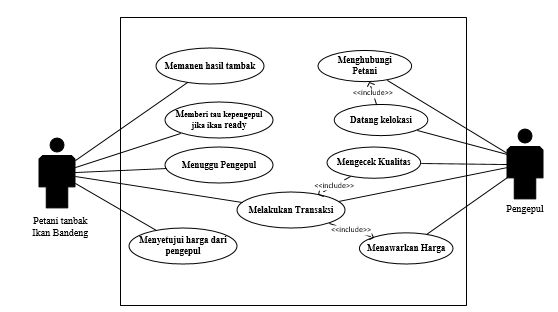 Memanen hasil tambak
Menghubungi
Petani
<<include>>
Memberi tau kepengepul
jika ikan ready
Datang kelokasi
Menuggu Pengepul
Mengecek Kualitas
<<include>>
Melakukan Transaksi
<<include>>
Menyetujui harga dari
pengepul
Menawarkan Harga
Petani tanbak
Ikan Bandeng
Pengepul